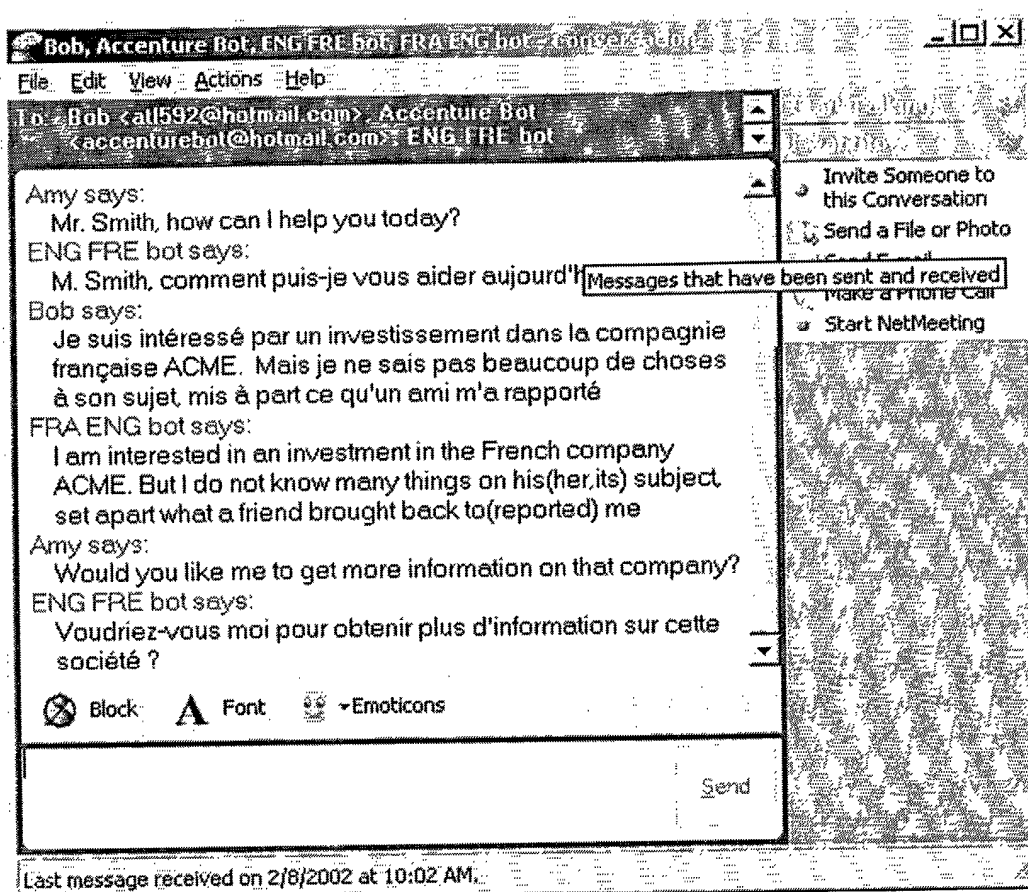 Bob, Accenture Bot, ENG FRE bot, FRA ENG bot - Conversation
File Edit View Actions Help
To: Bob <atl592@hotmail.com>, Accenture Bot
<accenturebot@hotmail.com>, ENG FRE bot
Amy says:
Mr. Smith, how can I help you today?
ENG FRE bot says:
M. Smith, comment puis-je vous aider aujourd'h
Messages that have been sent and received
Bob says:
Je suis intéressé par un investissement dans la compagnie
française ACME. Mais je ne sais pas beaucoup de choses
à son sujet, mis à part ce qu'un ami m'a rapporté
FRA ENG bot says:
I am interested in an investment in the French company
ACME. But I do not know many things on his(her,its) subject,
set apart what a friend brought back to(reported) me
Amy says:
Would you like me to get more information on that company?
ENG FRE bot says:
Voudriez-vous moi pour obtenir plus d'information sur cette
société ?
Block Font Emoticons
Send
Last message received on 2/8/2002 at 10:02 AM.
Invite Someone to
this Conversation
Send a File or Photo
Send E-mail
Make a Phone Call
Start NetMeeting